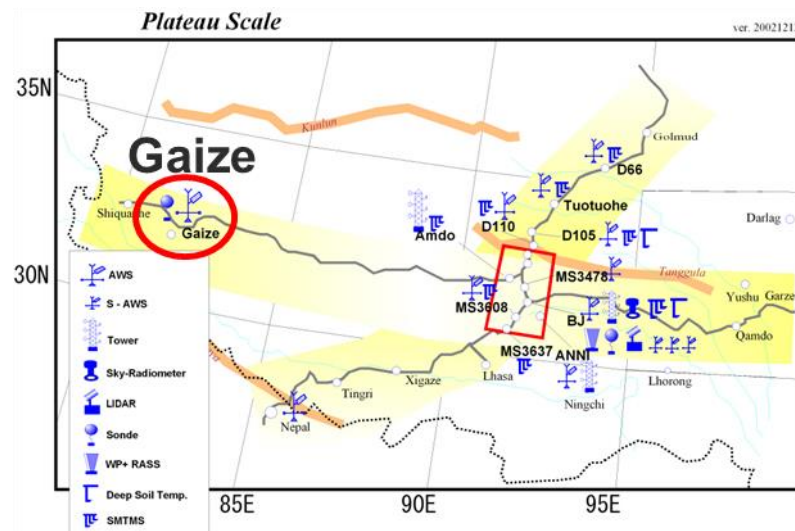 Plateau Scale
ver. 2002121
35N
Kunlun
Golmud
Gaize
D66
Shiquanhe
Tuotuohe
Darlag
Gaize
D110
Amdo
D105
30N
MS3478
Tanggula
AWS
MS3608
Yushu
Garze
S - AWS
BJ
Qamdo
Tower
MS3637
ANNI
Sky-Radiometer
Tingri
Xigaze
Lhasa
Lhorong
LIDAR
Ningchi
Nepal
Sonde
WP+ RASS
Deep Soil Temp.
SMTMS
85E
90E
95E